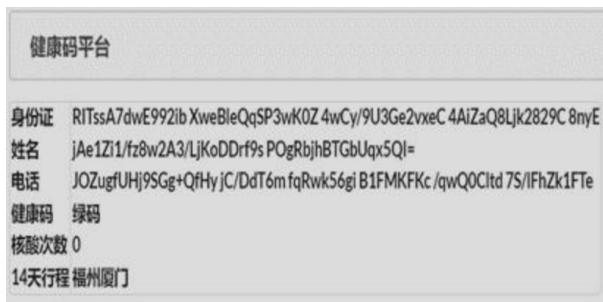 健康码平台
身份证 RITssA7dwE992ib XweBleQqSP3wK0Z 4wCy/9U3Ge2vxeC 4AiZaQ8Ljk2829C 8nyE
姓名 jAe1Zi1/fz8w2A3/LjKoDDrf9s POgRbjhBTGbUqx5QI=
电话 JOZugfUHj9SGg+QfHy jC/DdT6m fqRwk56gi B1FMKFKc /qwQ0Cltd 7S/IFhZk1FTe
健康码 绿码
核酸次数 0
14天行程 福州厦门